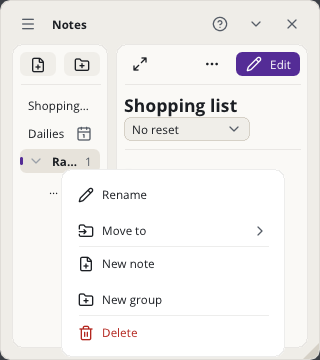 Notes
Edit
Shopping...
Dailies
Ra... 1
...
Shopping list
No reset
Rename
Move to
New note
New group
Delete